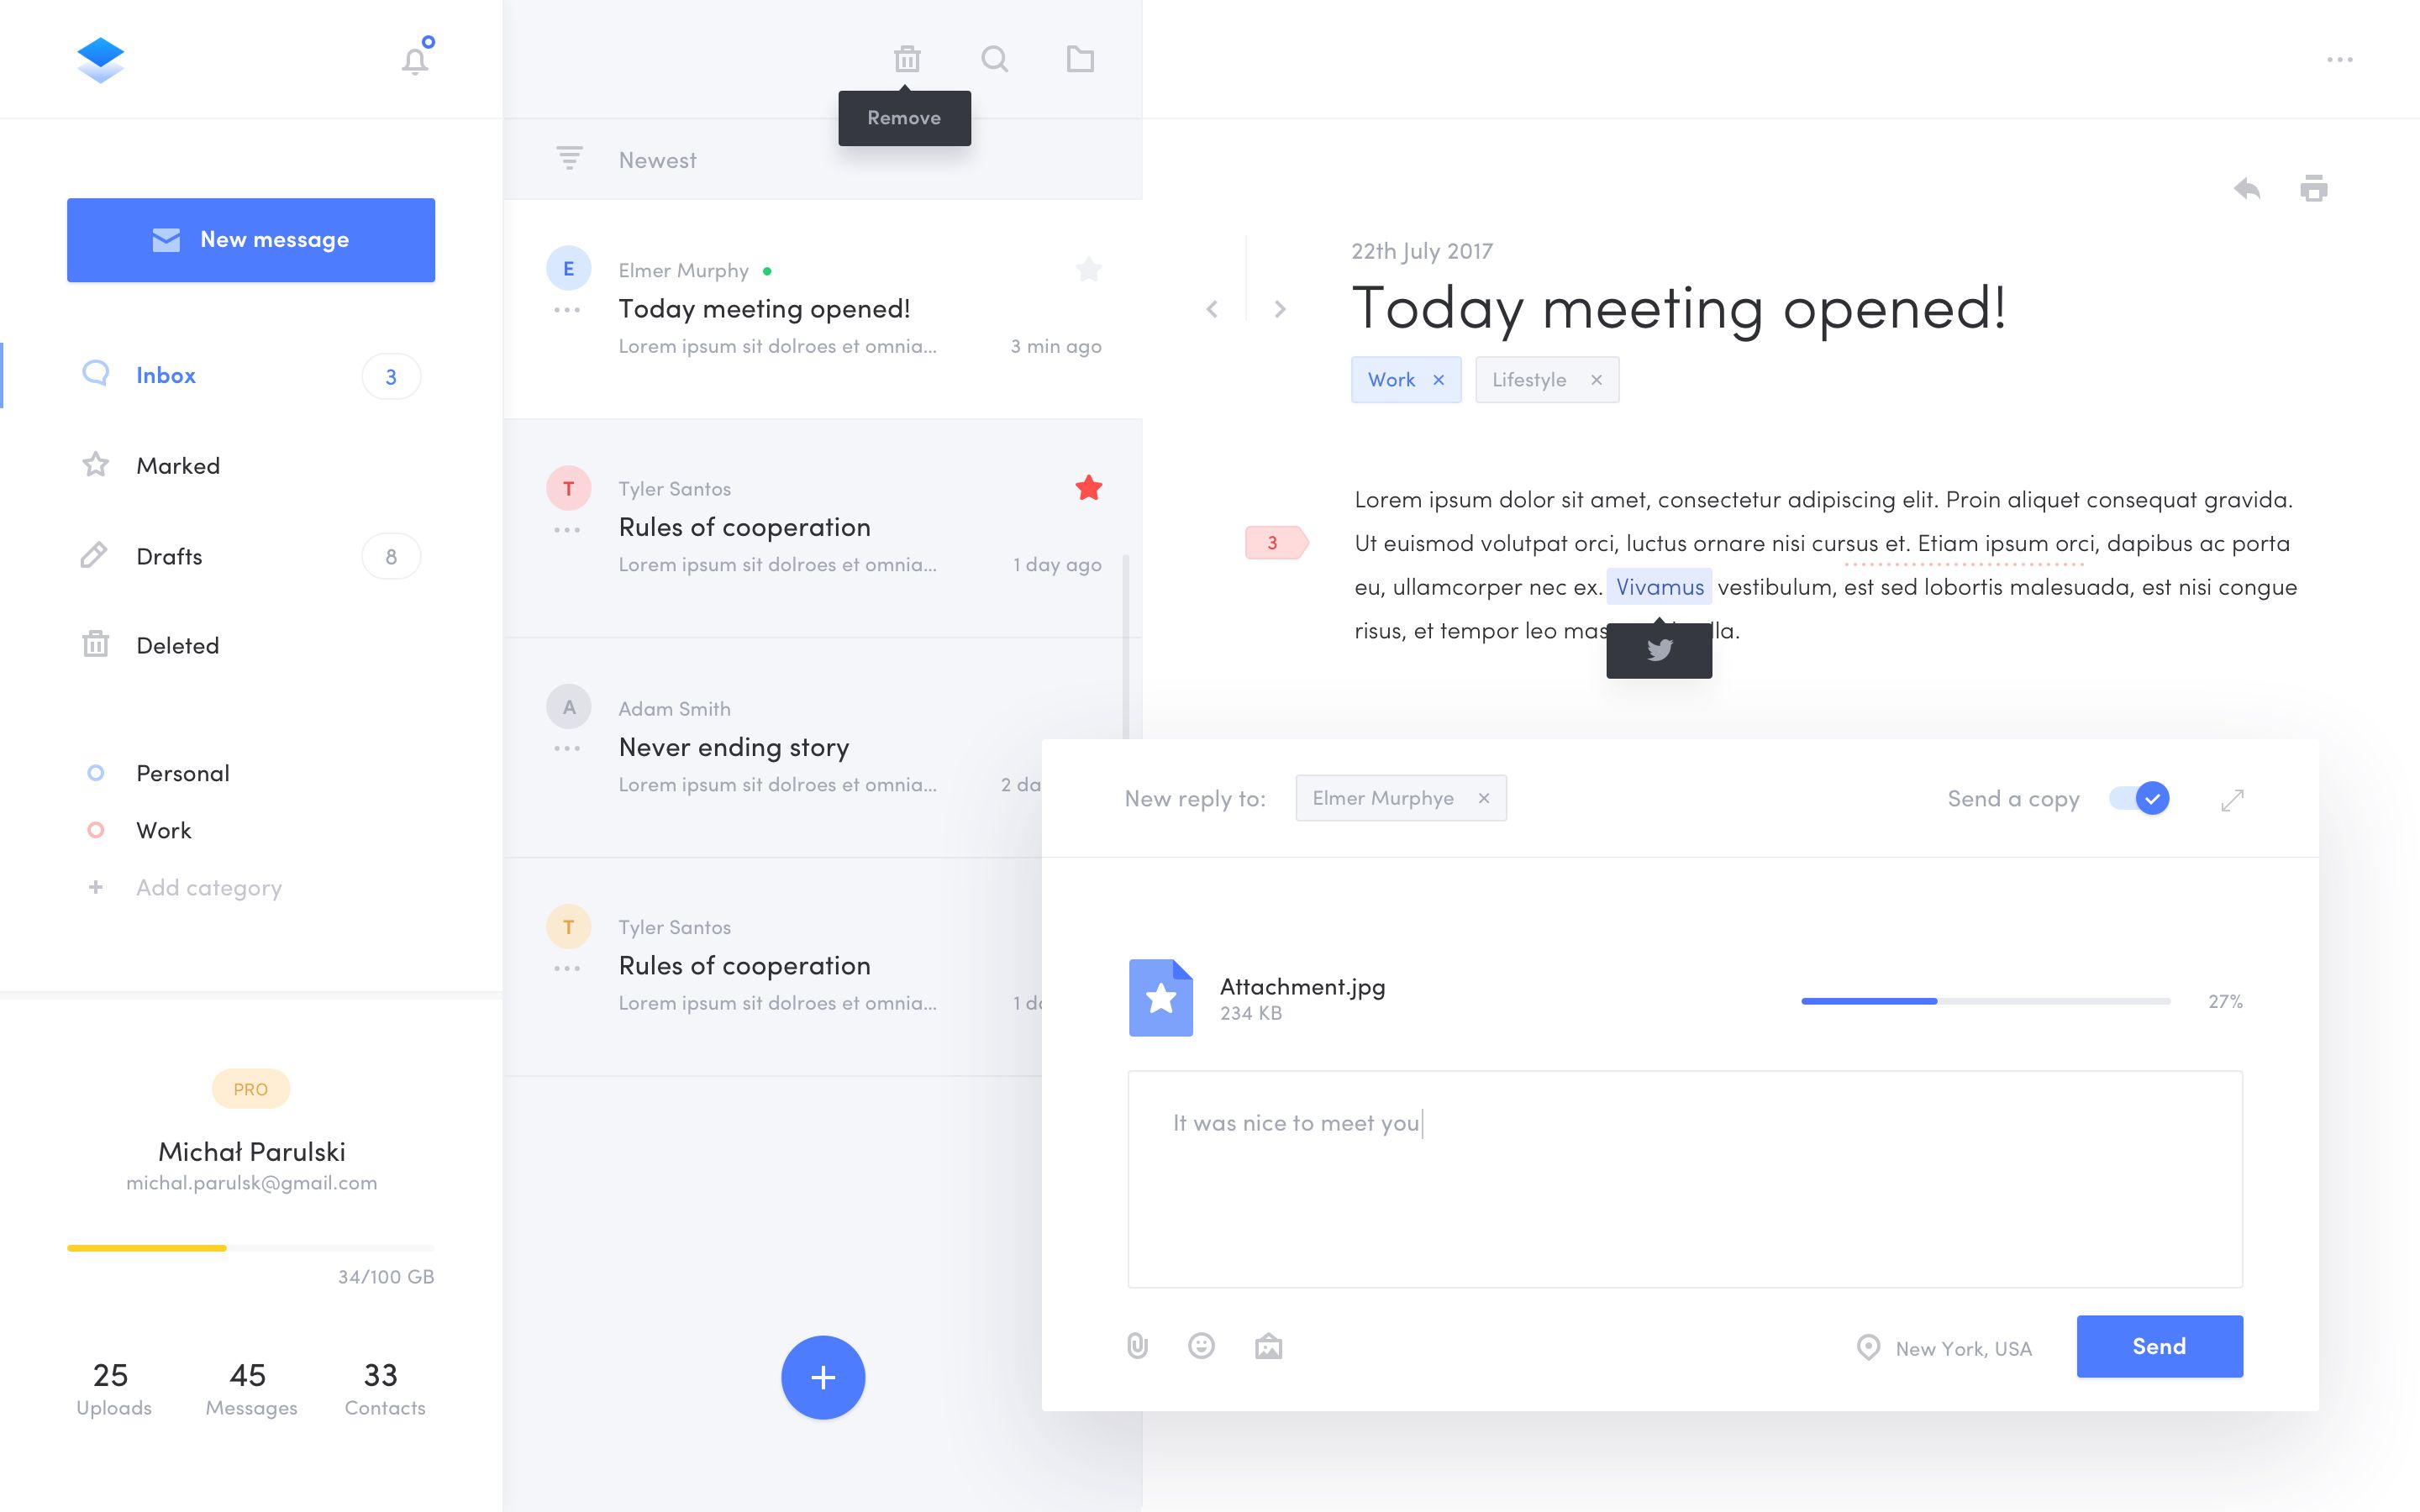 Remove
Newest
New message
Inbox
3
Marked
Drafts
8
Deleted
Personal
Work
Add category
PRO
Michał Parulski
michal.parulsk@gmail.com
34/100 GB
25
45
33
Uploads
Messages
Contacts
E
Elmer Murphy
Today meeting opened!
Lorem ipsum sit dolroes et omnia...
3 min ago
T
Tyler Santos
Rules of cooperation
Lorem ipsum sit dolroes et omnia...
1 day ago
A
Adam Smith
Never ending story
Lorem ipsum sit dolroes et omnia...
2
T
Tyler Santos
Rules of cooperation
Lorem ipsum sit dolroes et omnia...
1
22th July 2017
Today meeting opened!
Work
Lifestyle
Lorem ipsum dolor sit amet, consectetur adipiscing elit. Proin aliquet consequat gravida.
3
Ut euismod volutpat orci, luctus ornare nisi cursus et. Etiam ipsum orci, dapibus ac porta
eu, ullamcorper nec ex. Vivamus vestibulum, est sed lobortis malesuada, est nisi congue
risus, et tempor leo
New reply to:
Elmer Murphye
Send a copy
Attachment.jpg
234 KB
27%
It was nice to meet you
New York, USA
Send